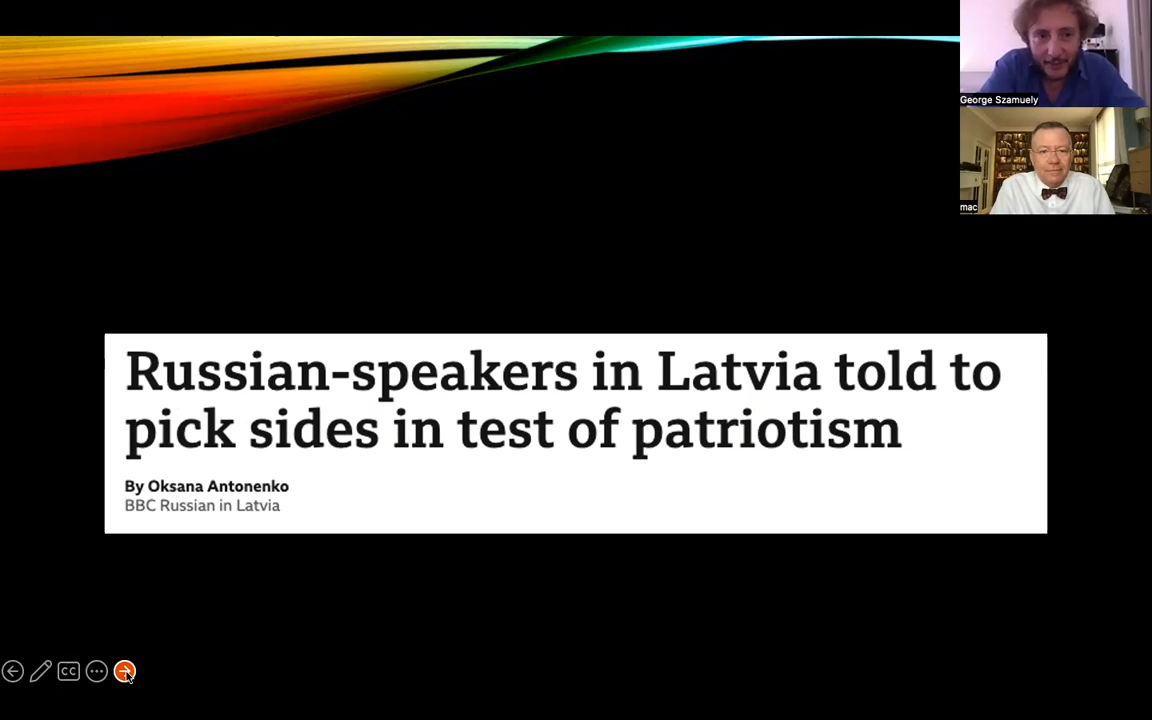 George Szamuely
mac
Russian-speakers in Latvia told to
pick sides in test of patriotism
By Oksana Antonenko
BBC Russian in Latvia
CC